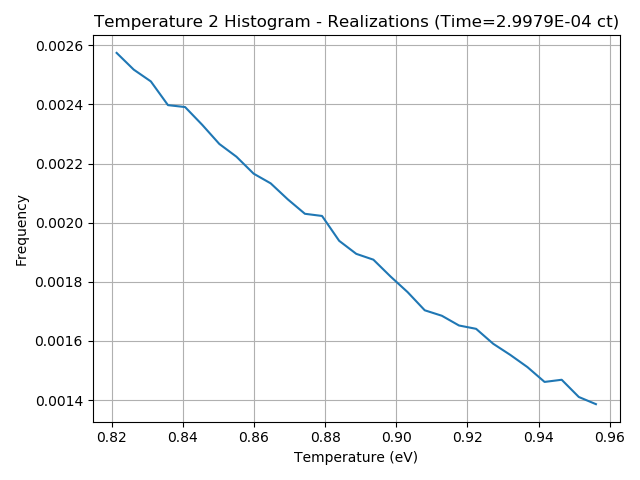 Temperature 2 Histogram - Realizations (Time=2.9979E-04 ct)
0.0026
0.0024
0.0022
0.0020
0.0018
0.0016
0.0014
Frequency
0.82 0.84 0.86 0.88 0.90 0.92 0.94 0.96
Temperature (eV)